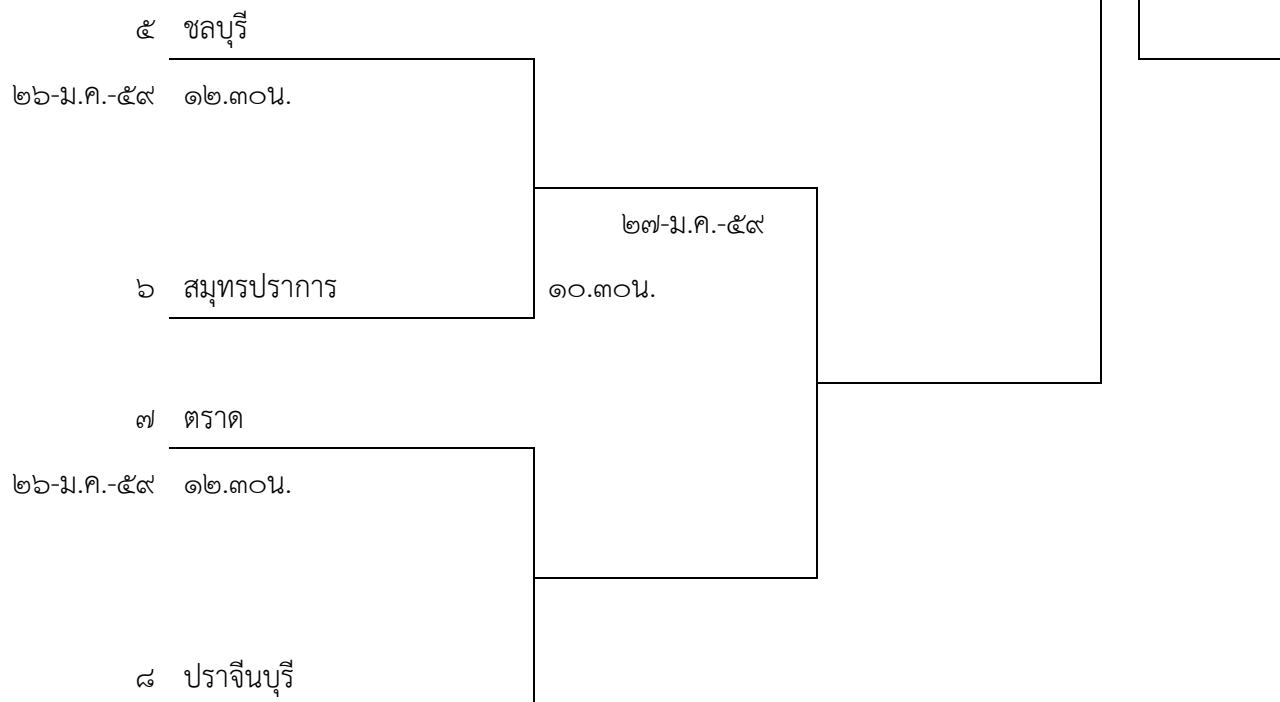 ๕ ชลบุรี
๒๖-ม.ค.-๕๙ ๑๒.๓๐น.
๒๗-ม.ค.-๕๙
๖ สมุทรปราการ ๑๐.๓๐น.
๗ ตราด
๒๖-ม.ค.-๕๙ ๑๒.๓๐น.
๘ ปราจีนบุรี